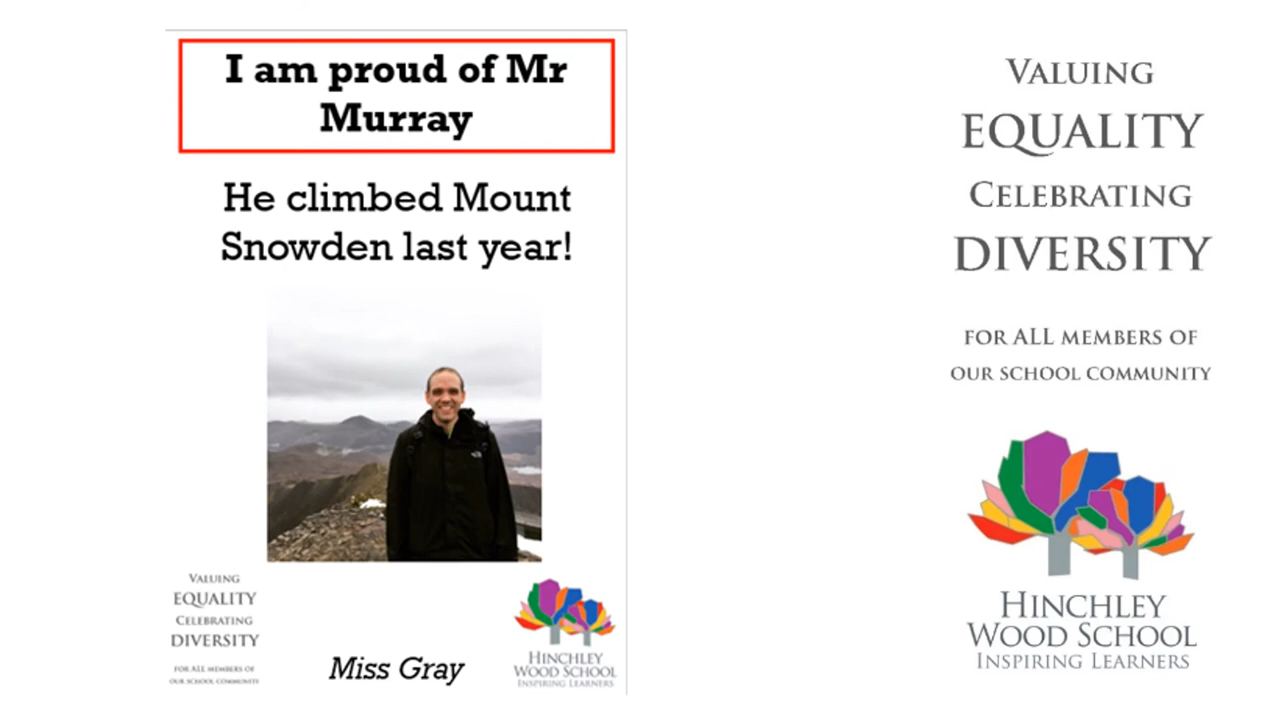 I am proud of Mr
Murray
He climbed Mount
Snowden last year!
VALUING
EQUALITY
CELEBRATING
DIVERSITY
FOR ALL MEMBERS OF
OUR SCHOOL COMMUNITY
Miss Gray
HINCHLEY
WOOD SCHOOL
INSPIRING LEARNERS
VALUING
EQUALITY
CELEBRATING
DIVERSITY
FOR ALL MEMBERS OF
OUR SCHOOL COMMUNITY
HINCHLEY
WOOD SCHOOL
INSPIRING LEARNERS